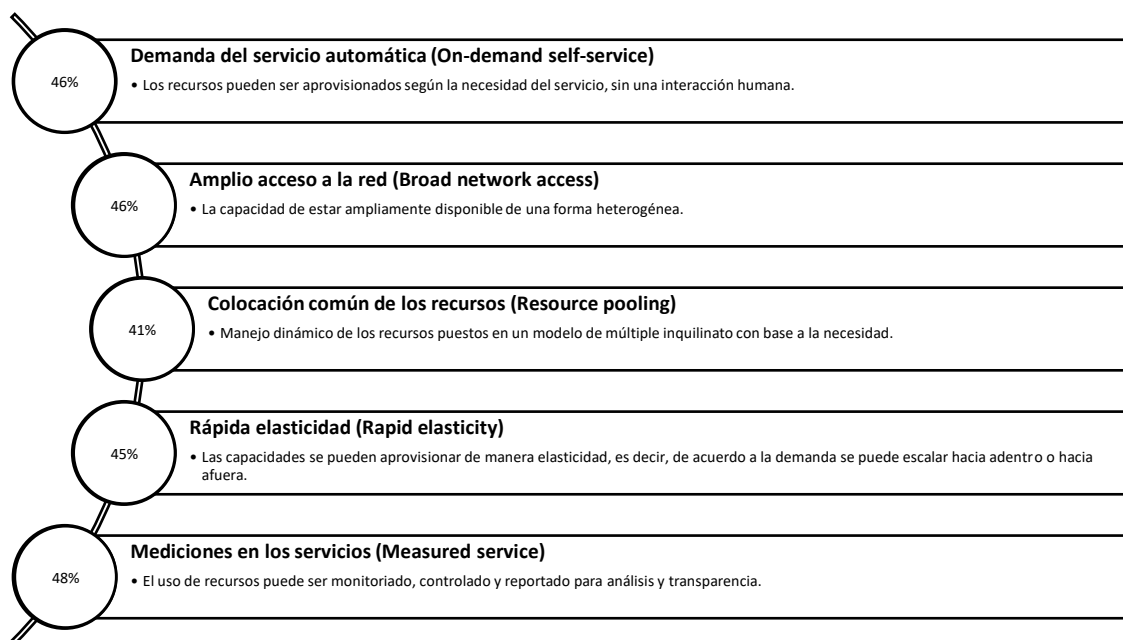 46%
Demanda del servicio automática (On-demand self-service)
• Los recursos pueden ser aprovisionados según la necesidad del servicio, sin una interacción humana.
46%
Amplio acceso a la red (Broad network access)
• La capacidad de estar ampliamente disponible de una forma heterogénea.
41%
Colocación común de los recursos (Resource pooling)
• Manejo dinámico de los recursos puestos en un modelo de múltiple inquilinato con base a la necesidad.
45%
Rápida elasticidad (Rapid elasticity)
• Las capacidades se pueden aprovisionar de manera elasticidad, es decir, de acuerdo a la demanda se puede escalar hacia adentro o hacia
afuera.
48%
Mediciones en los servicios (Measured service)
• El uso de recursos puede ser monitoriado, controlado y reportado para análisis y transparencia.